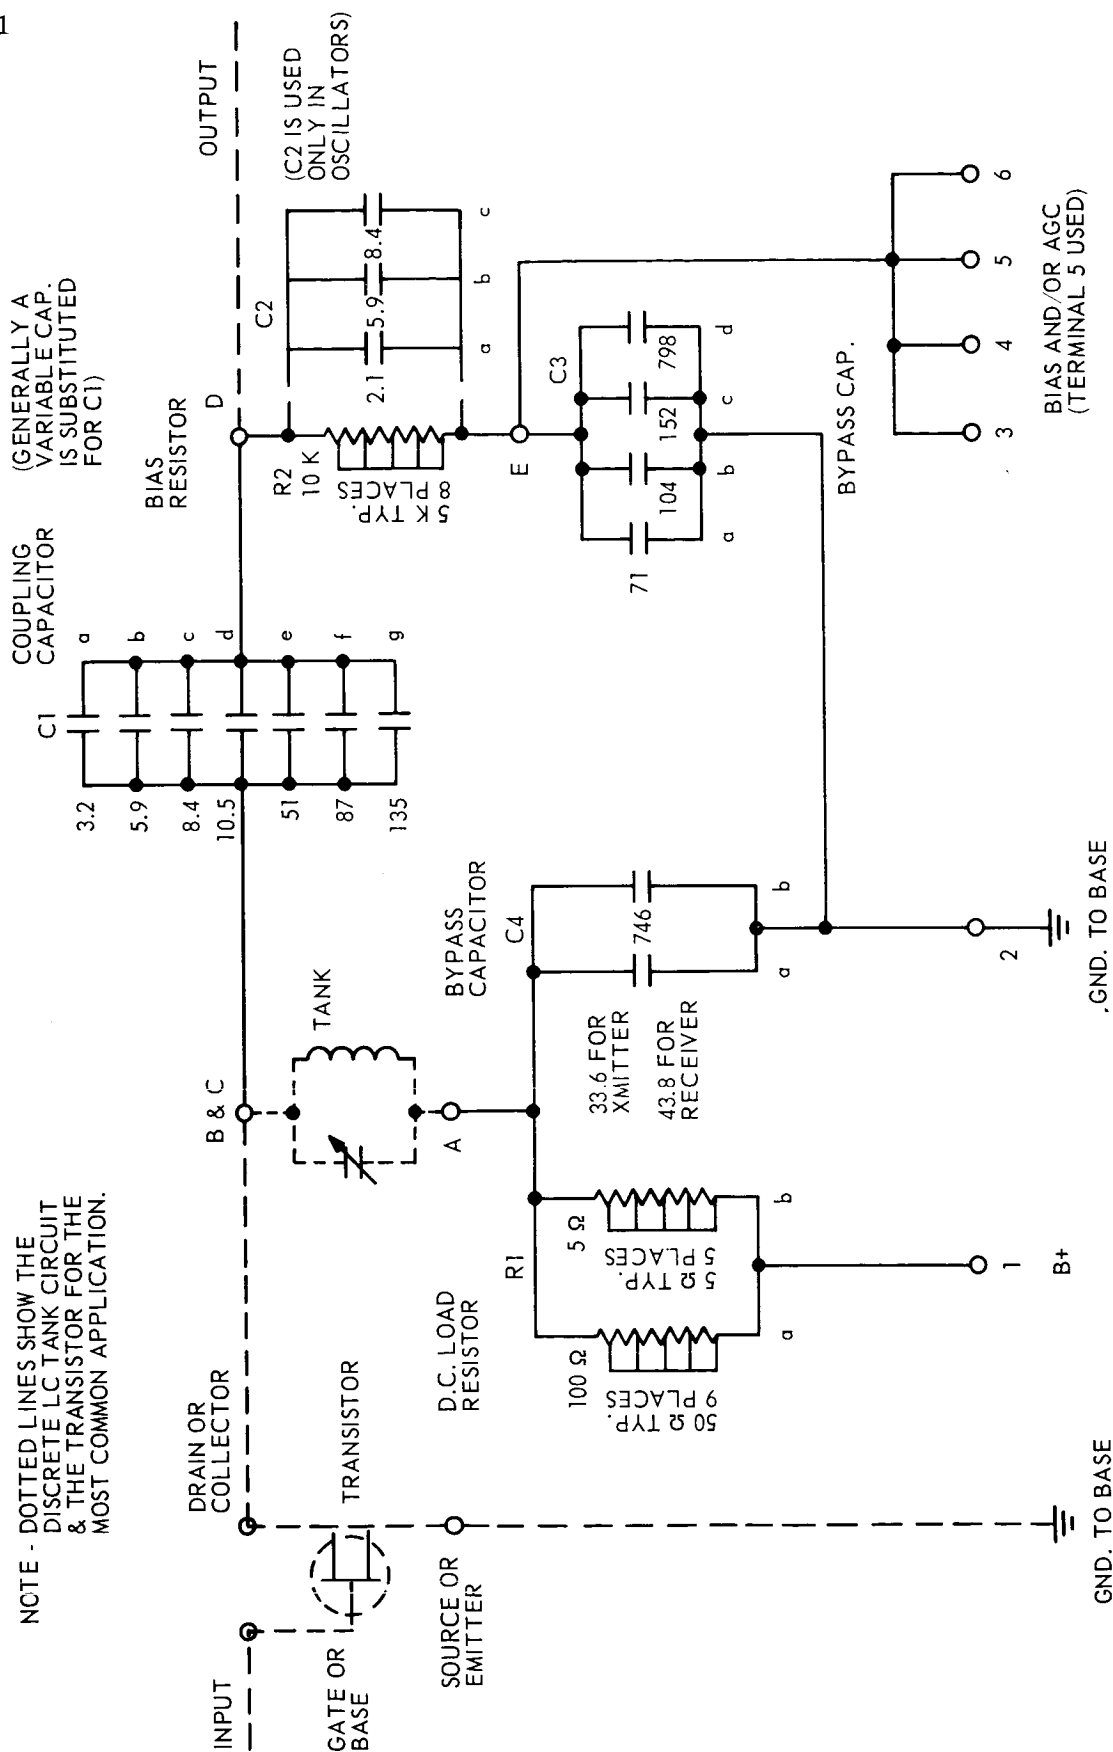 1
NOTE - DOTTED LINES SHOW THE
DISCRETE LC TANK CIRCUIT
& THE TRANSISTOR FOR THE
MOST COMMON APPLICATION.
INPUT
GATE OR
BASE
DRAIN OR
COLLECTOR
TRANSISTOR
SOURCE OR
EMITTER
GND. TO BASE
B & C
TANK
A
D.C. LOAD
RESISTOR
R1
100 Ω
50 Ω TYP.
9 PLACES
a
5 Ω
5 Ω TYP.
5 PLACES
b
1
B+
BYPASS
CAPACITOR
C4
33.6 FOR
XMITTER
43.8 FOR
RECEIVER
746
a
b
2
GND. TO BASE
COUPLING
CAPACITOR
C1
3.2
a
5.9
b
8.4
c
10.5
d
51
e
87
f
135
g
(GENERALLY A
VARIABLE CAP.
IS SUBSTITUTED
FOR C1)
BIAS
RESISTOR
D
R2
10 K
5 K TYP.
8 PLACES
E
C2
2.1
5.9
8.4
a
b
c
(C2 IS USED
ONLY IN
OSCILLATORS)
OUTPUT
C3
71
104
152
798
a
b
c
d
BYPASS CAP.
3
4
5
6
BIAS AND/OR AGC
(TERMINAL 5 USED)